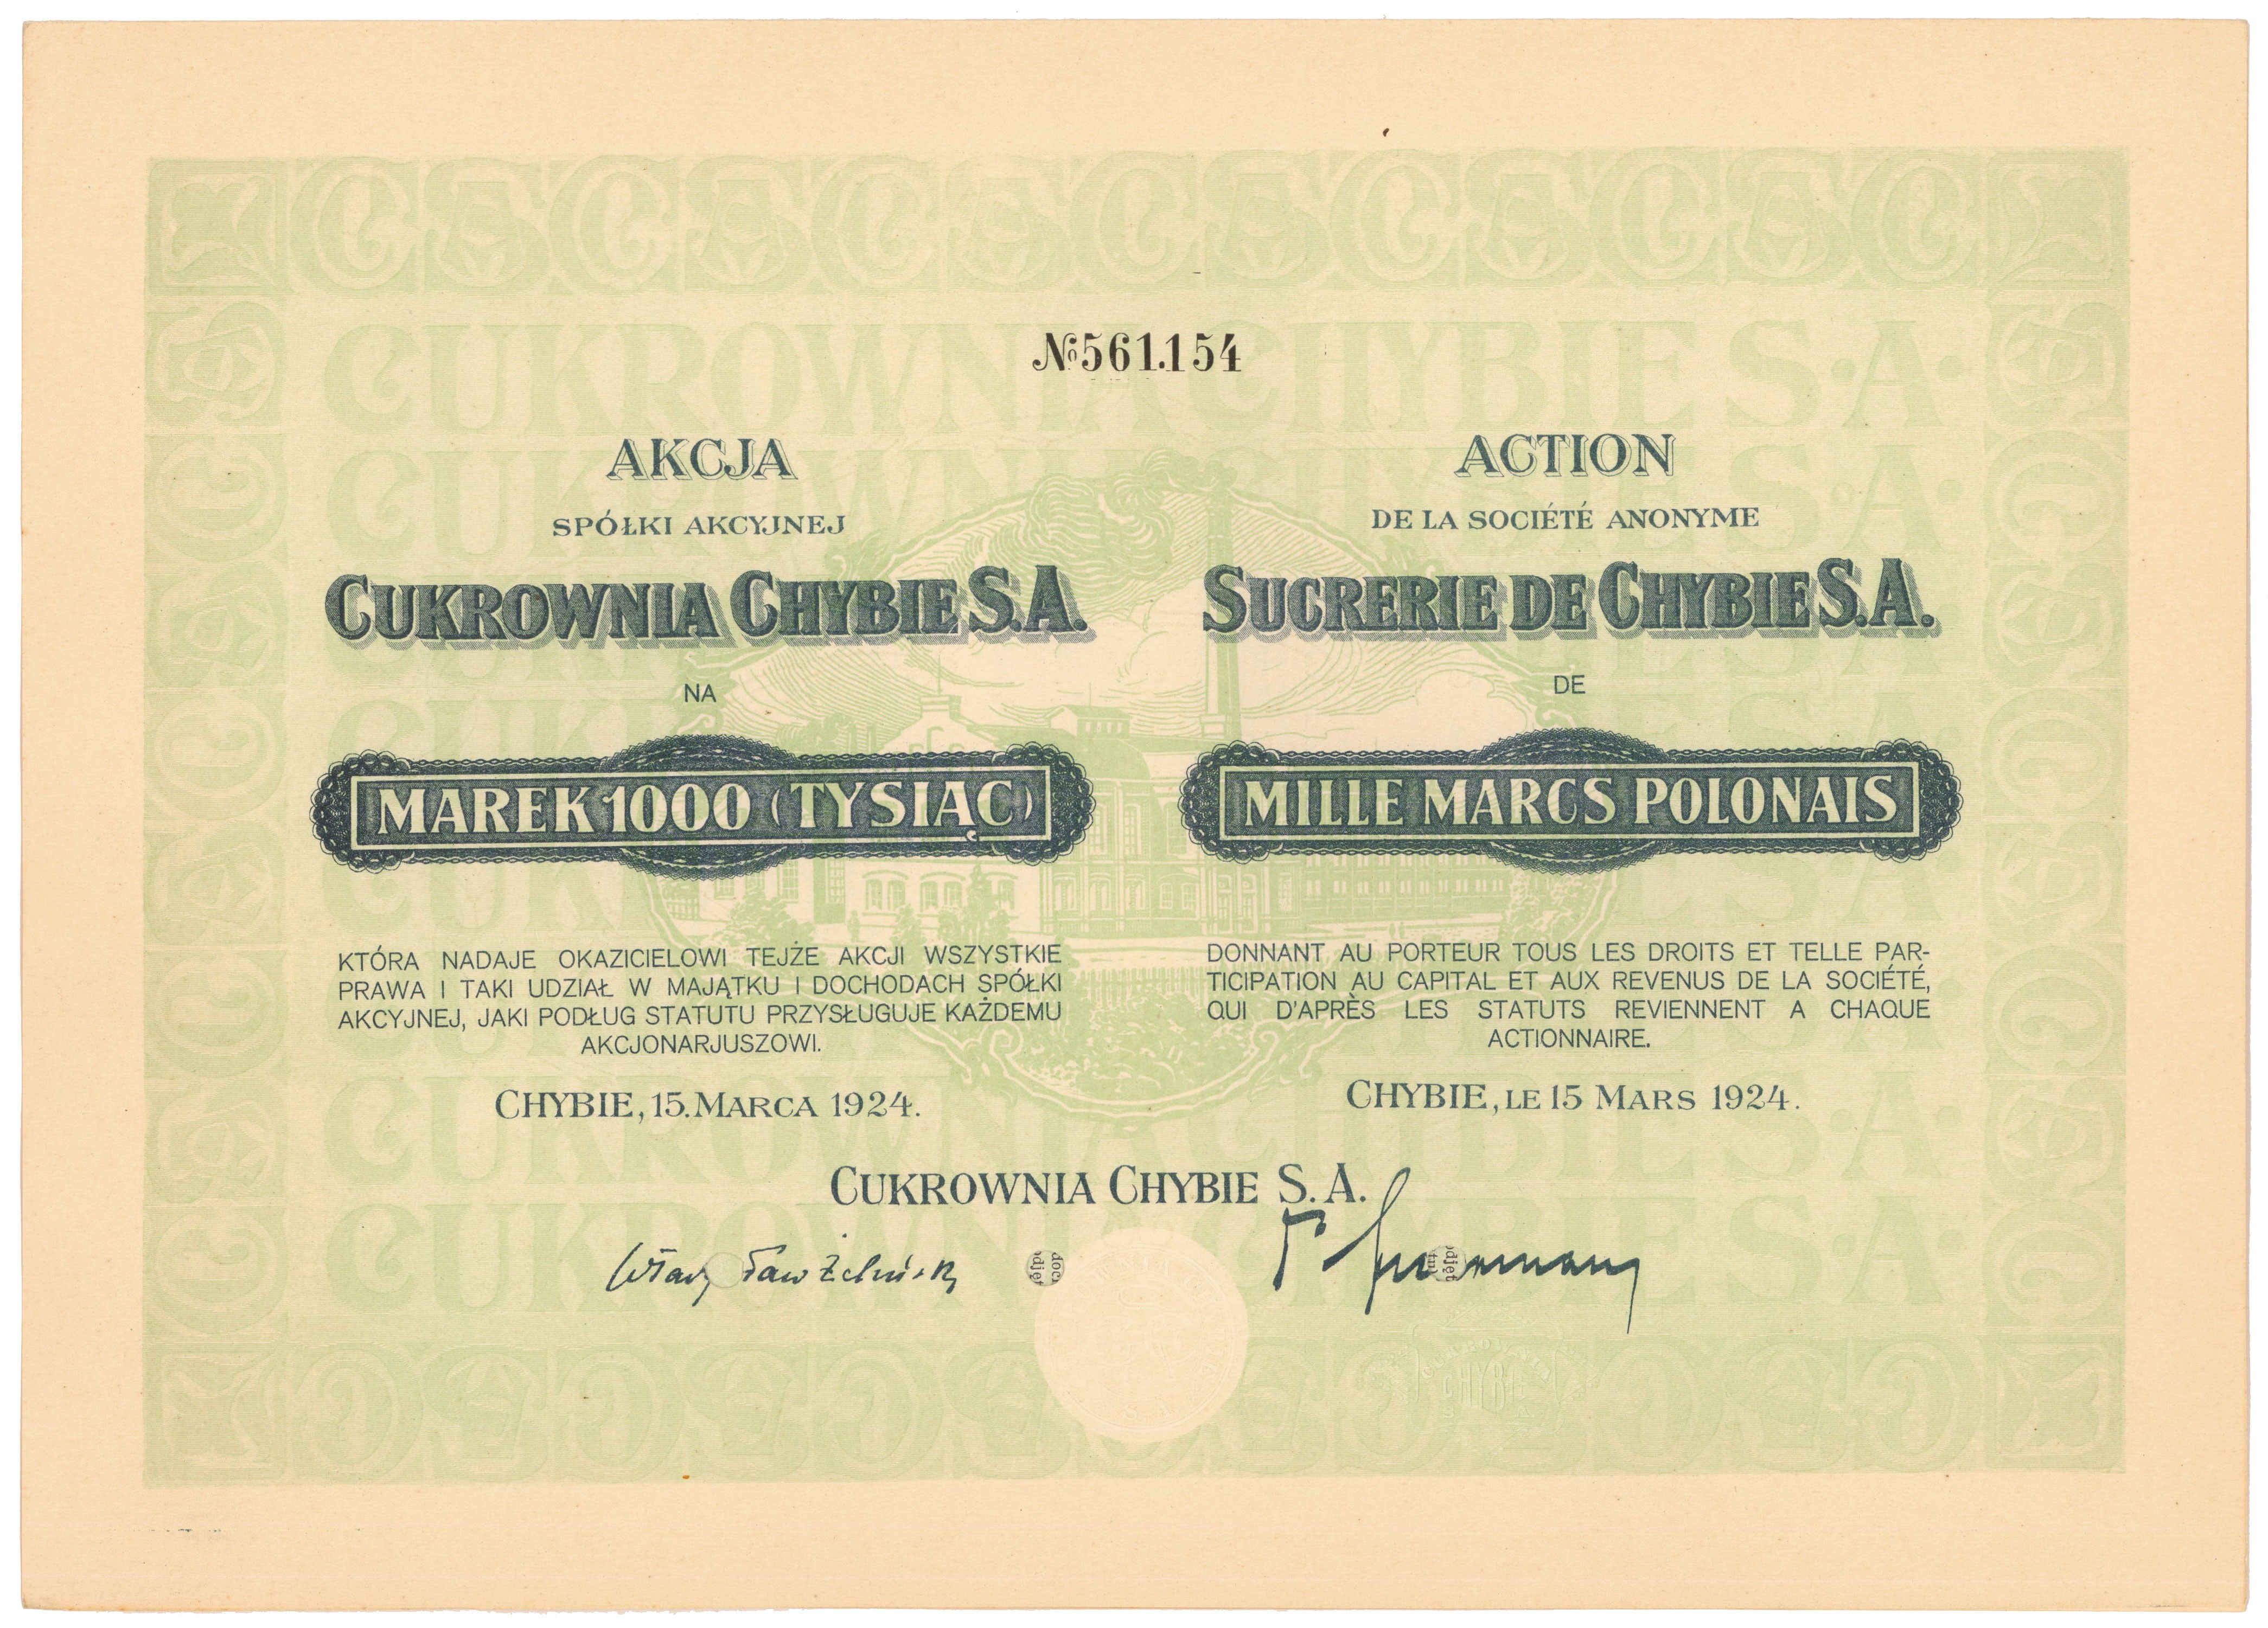 №561.154
AKCJA
SPÓŁKI AKCYJNEJ
CUKROWNIA CHYBIE S.A.
NA
MAREK 1000 (TYSIĄC)
KTÓRA NADAJE OKAZICIELOWI TEJŻE AKCJI WSZYSTKIE
PRAWA I TAKI UDZIAŁ W MAJĄTKU I DOCHODACH SPÓŁKI
AKCYJNEJ, JAKI PODŁUG STATUTU PRZYSŁUGUJE KAŻDEMU
AKCJONARJUSZOWI.
CHYBIE, 15. MARCA 1924.
ACTION
DE LA SOCIÉTÉ ANONYME
SUCRERIE DE CHYBIE S.A.
DE
MILLE MARCS POLONAIS
DONNANT AU PORTEUR TOUS LES DROITS ET TELLE PAR-
TICIPATION AU CAPITAL ET AUX REVENUS DE LA SOCIÉTÉ,
QUI D'APRÈS LES STATUTS REVIENNENT A CHAQUE
ACTIONNAIRE.
CHYBIE, LE 15 MARS 1924.
CUKROWNIA CHYBIE S.A.